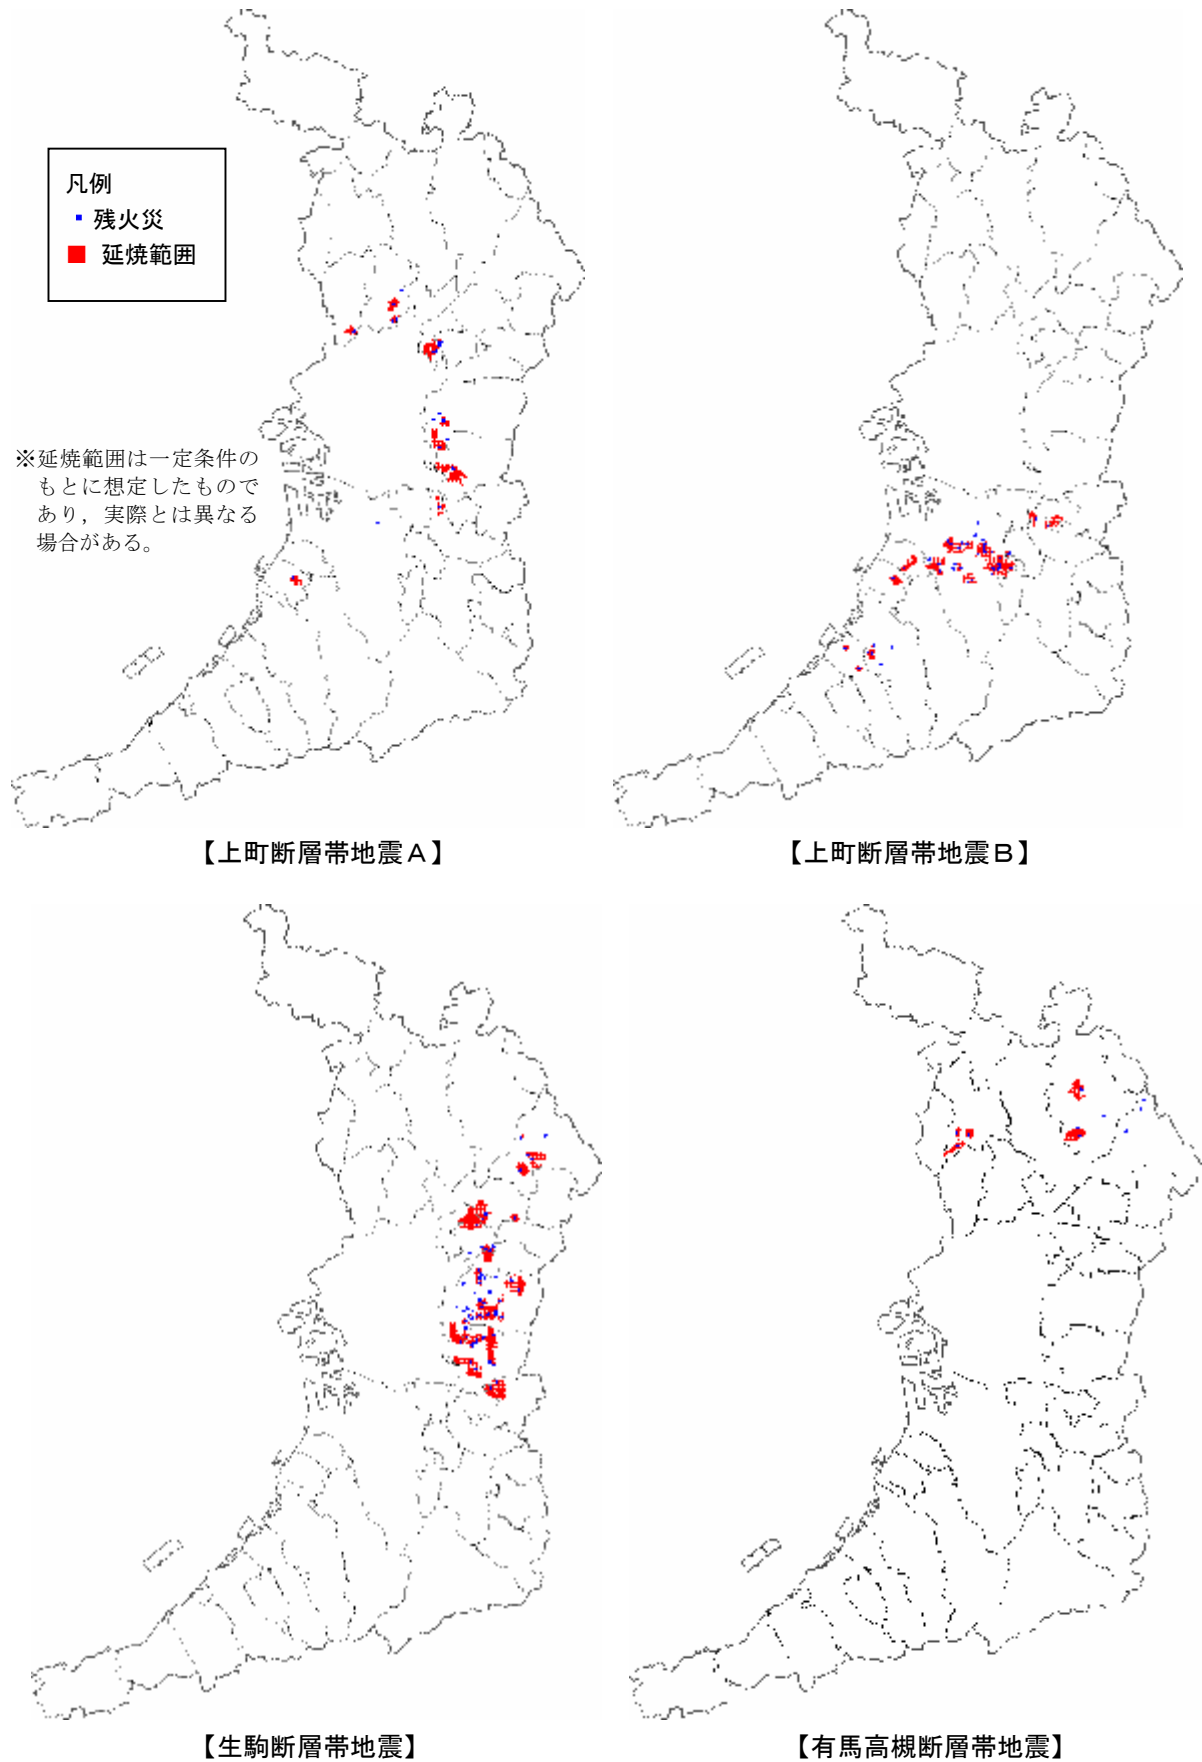 凡例
残火災
延焼範囲
※延焼範囲は一定条件の
もとに想定したもので
あり，実際とは異なる
場合がある。
【上町断層帯地震Ａ】
【上町断層帯地震Ｂ】
【生駒断層帯地震】
【有馬高槻断層帯地震】